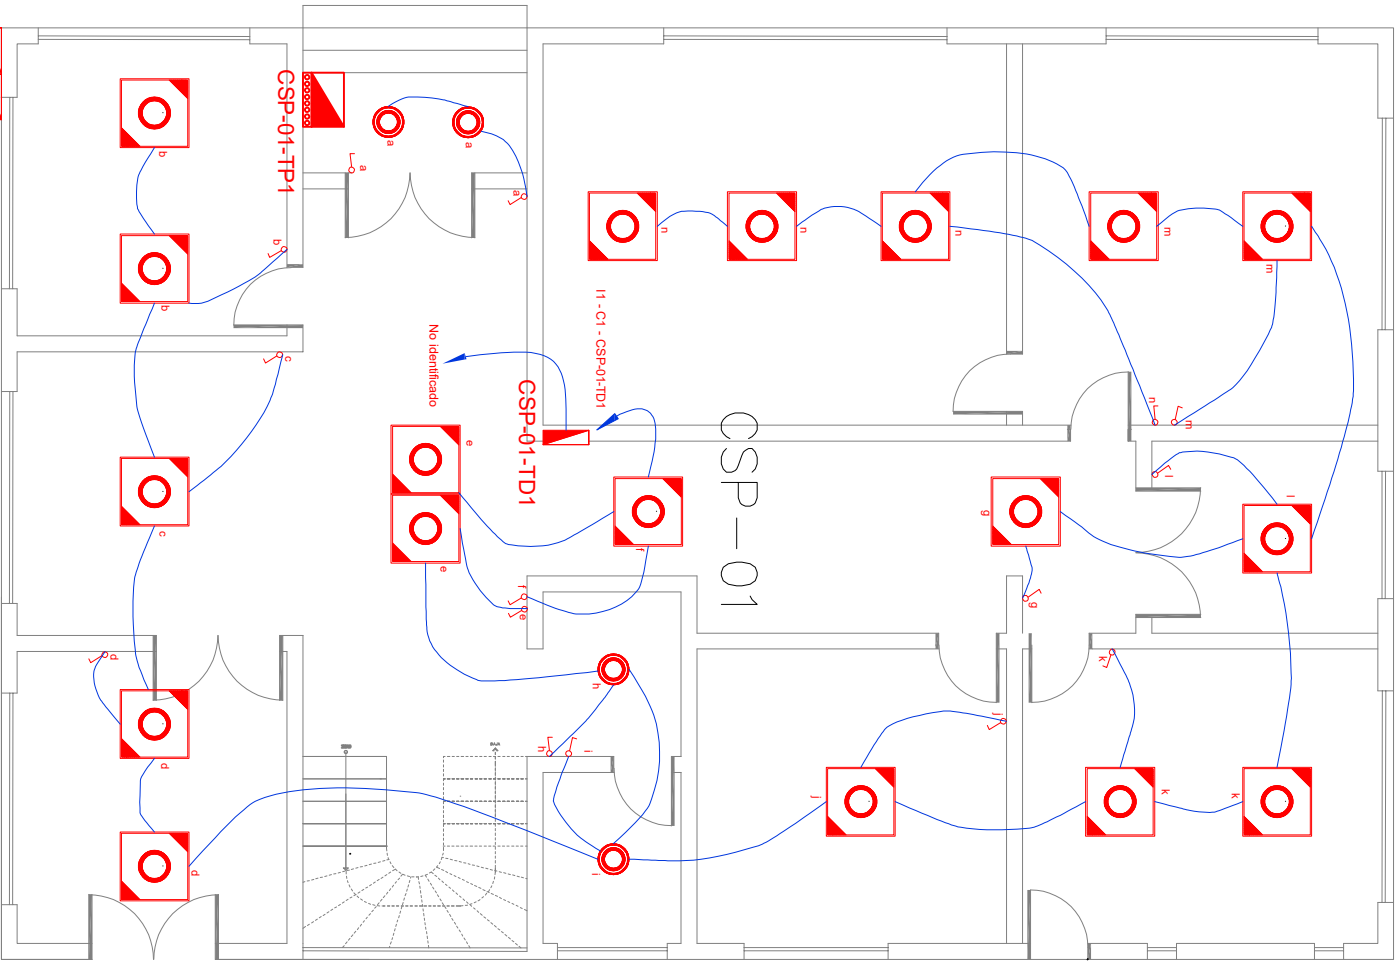 CSP-01-TP1
a
a
a
a
b
b
b
n
n
n
m
m
c
I1 - C1 - CSP-01-TD1
No identificado
CSP-01-TD1
CSP-01
n
m
e
l
l
c
g
f
e
f
e
g
d
k
h
j
h
i
d
j
k
k
d
i